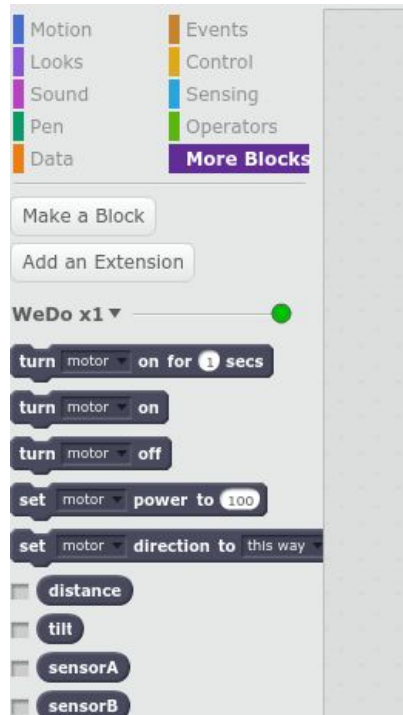 Motion
Events
Looks
Control
Sound
Sensing
Pen
Operators
Data
More Blocks
Make a Block
Add an Extension
WeDo x1
turn motor on for 1 secs
turn motor on
turn motor off
set motor power to 100
set motor direction to this way
distance
tilt
sensorA
sensorB